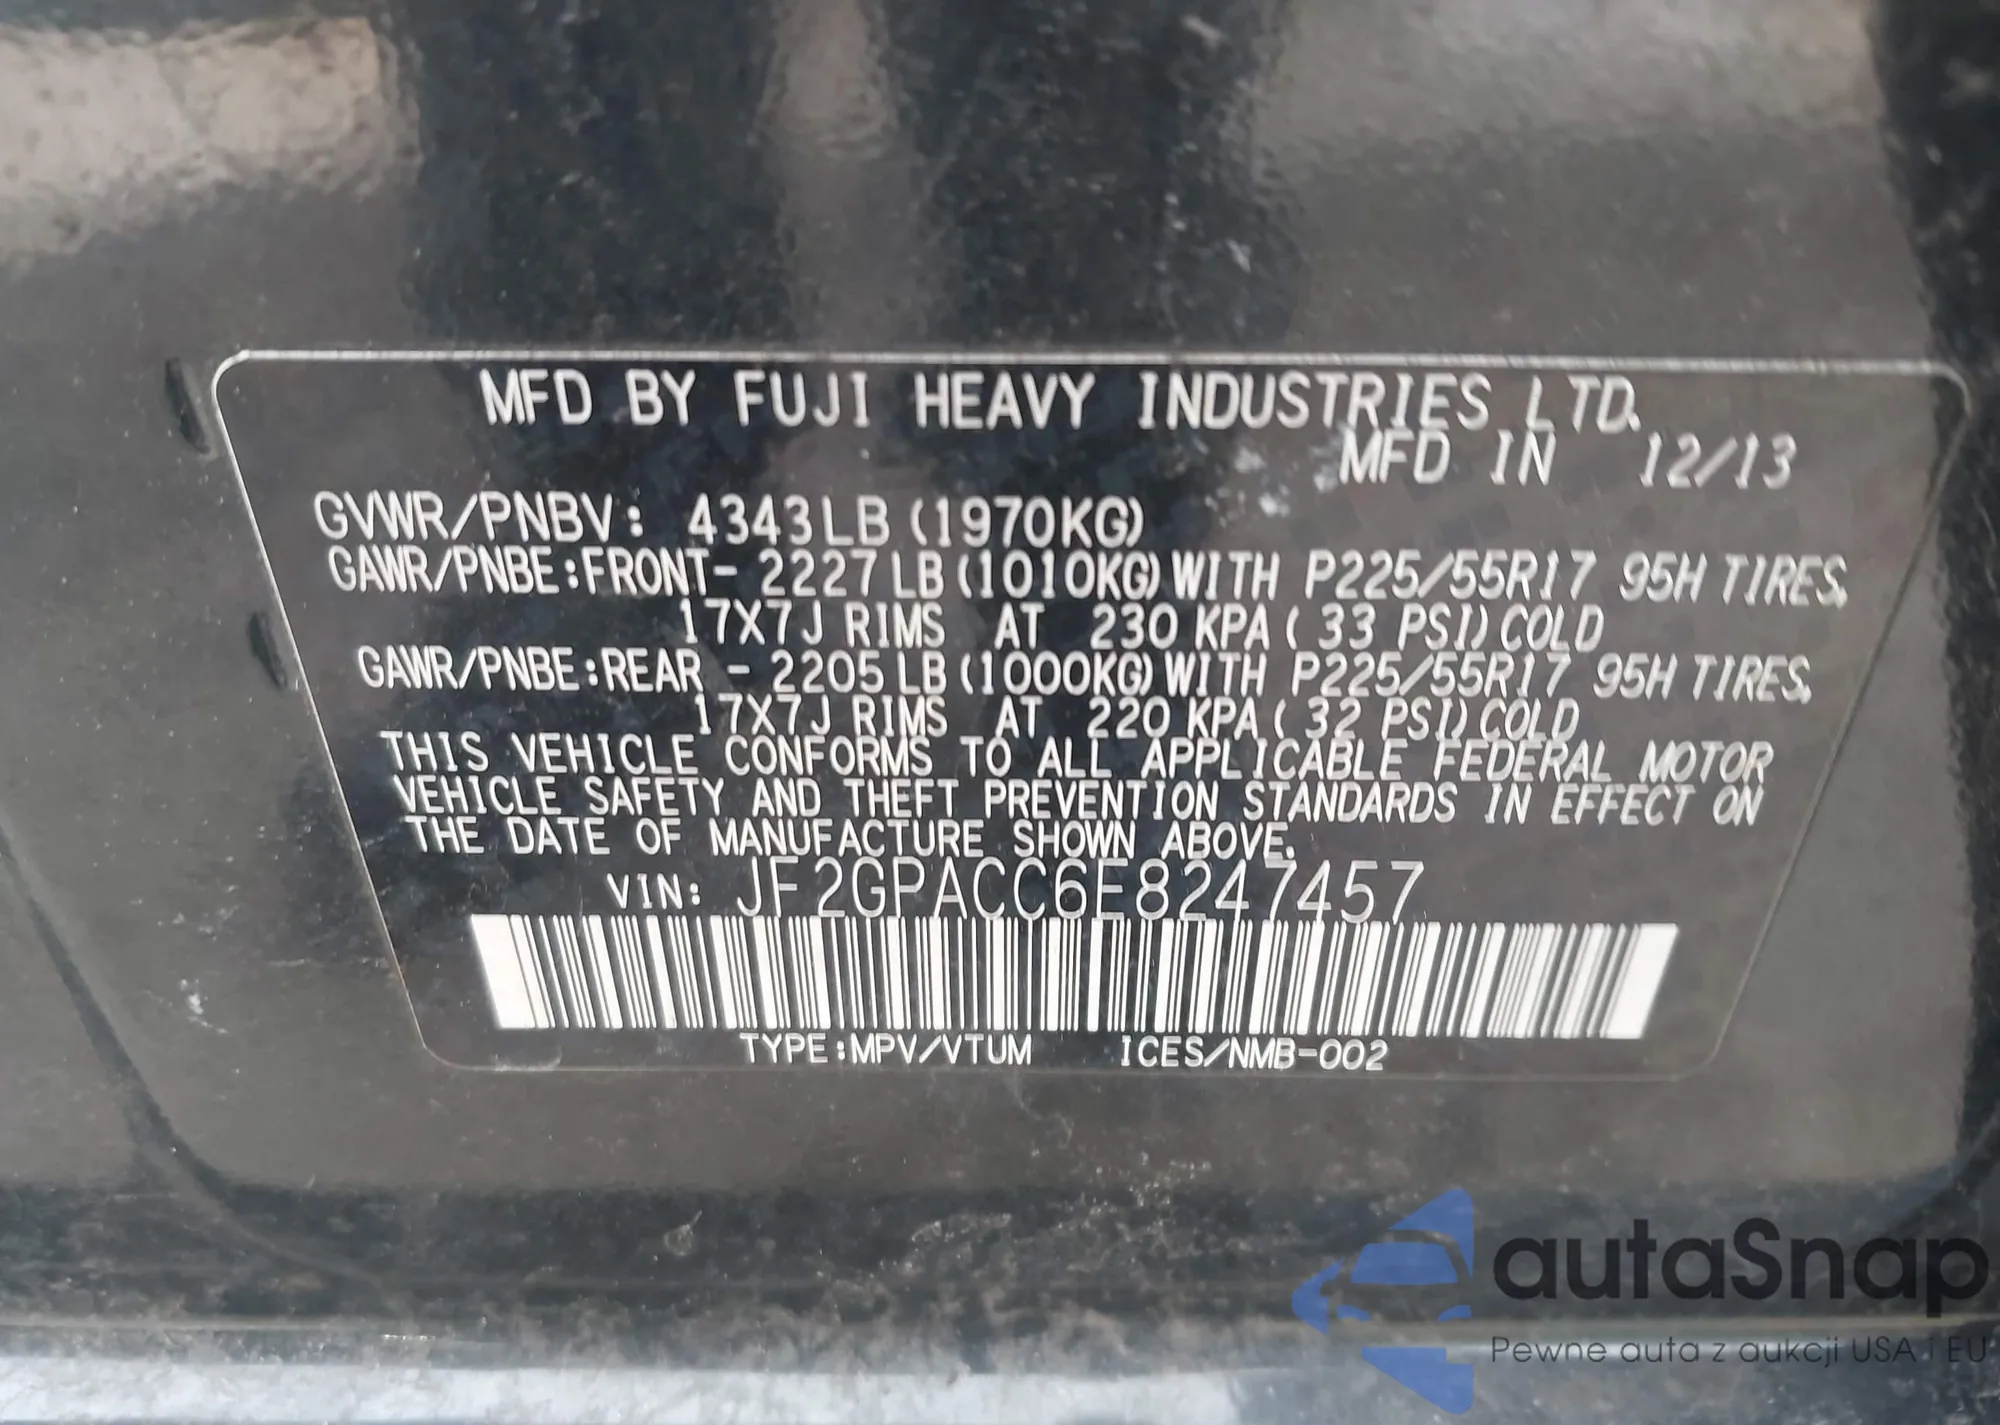 MFD BY FUJI HEAVY INDUSTRIES LTD.
MFD IN 12/13
GVWR/PNBV: 4343LB (1970KG)
GAWR/PNBE:FRONT- 2227LB(1010KG)WITH P225/55R17 95H TIRES,
17X7J RIMS AT 230 KPA( 33 PSI)COLD
GAWR/PNBE:REAR - 2205LB(1000KG)WITH P225/55R17 95H TIRES,
17X7J RIMS AT 220 KPA( 32 PSI)COLD
THIS VEHICLE CONFORMS TO ALL APPLICABLE FEDERAL MOTOR
VEHICLE SAFETY AND THEFT PREVENTION STANDARDS IN EFFECT ON
THE DATE OF MANUFACTURE SHOWN ABOVE.
VIN: JF2GPACC6E8247457
TYPE:MPV/VTUM ICES/NMB-002
autaSnap
Pewne auta z aukcji USA i EU